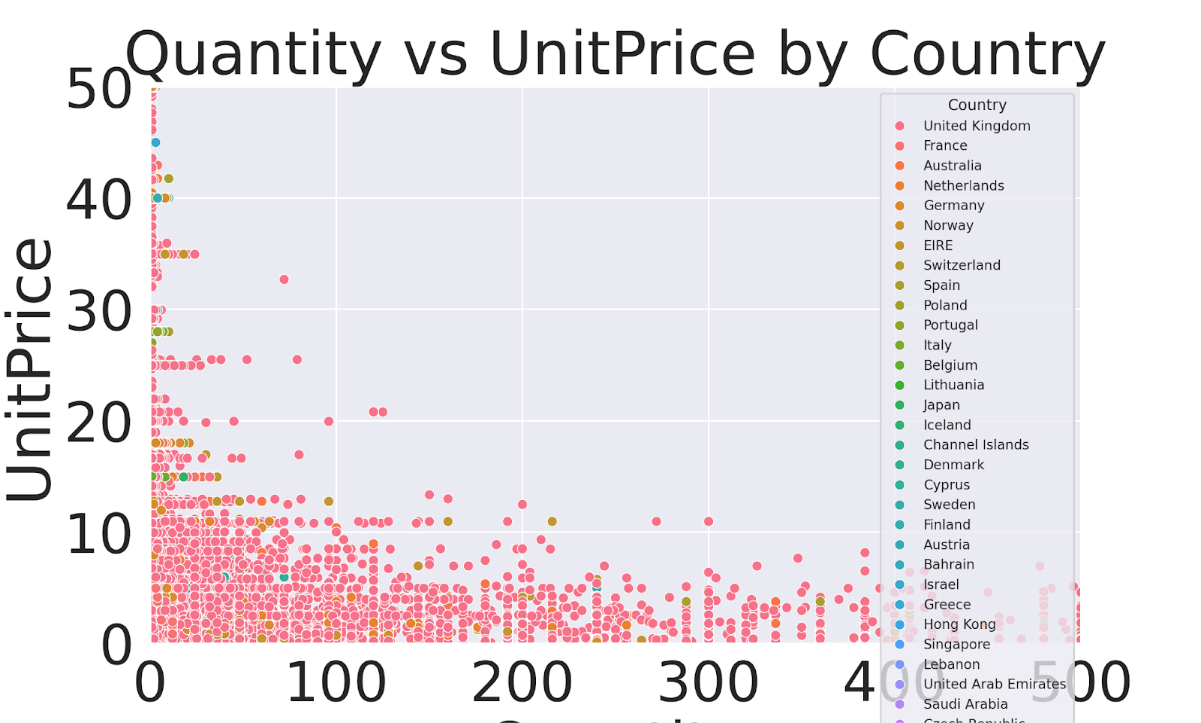 Quantity vs UnitPrice by Country
UnitPrice
50
40
30
20
10
0
0 100 200 300 400 500
Country
United Kingdom
France
Australia
Netherlands
Germany
Norway
EIRE
Switzerland
Spain
Poland
Portugal
Italy
Belgium
Lithuania
Japan
Iceland
Channel Islands
Denmark
Cyprus
Sweden
Finland
Austria
Bahrain
Israel
Greece
Hong Kong
Singapore
Lebanon
United Arab Emirates
Saudi Arabia
Czech Republic